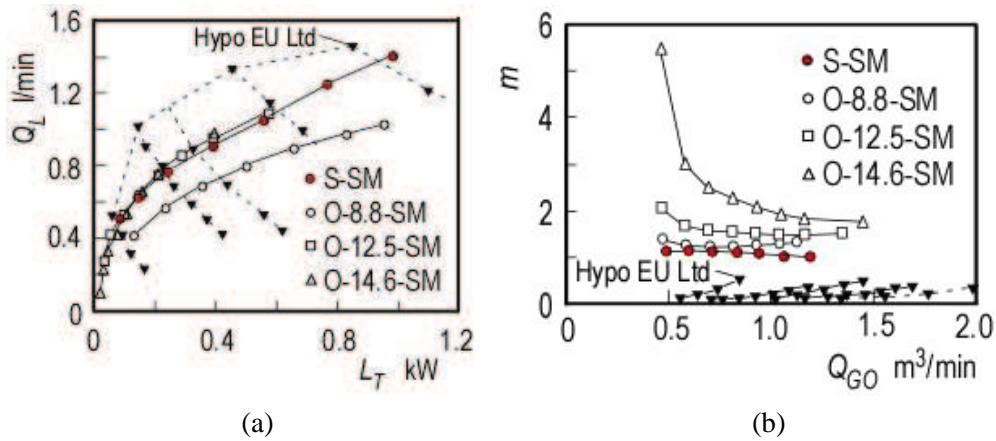 1.6
1.2
0.8
0.4
0
Q_L l/min
Hypo EU Ltd
S-SM
O-8.8-SM
O-12.5-SM
O-14.6-SM
0 0.4 0.8 1.2
L_T kW
(a)
6
4
2
0
m
S-SM
O-8.8-SM
O-12.5-SM
O-14.6-SM
Hypo EU Ltd
0 0.5 1.0 1.5 2.0
Q_GO m³/min
(b)